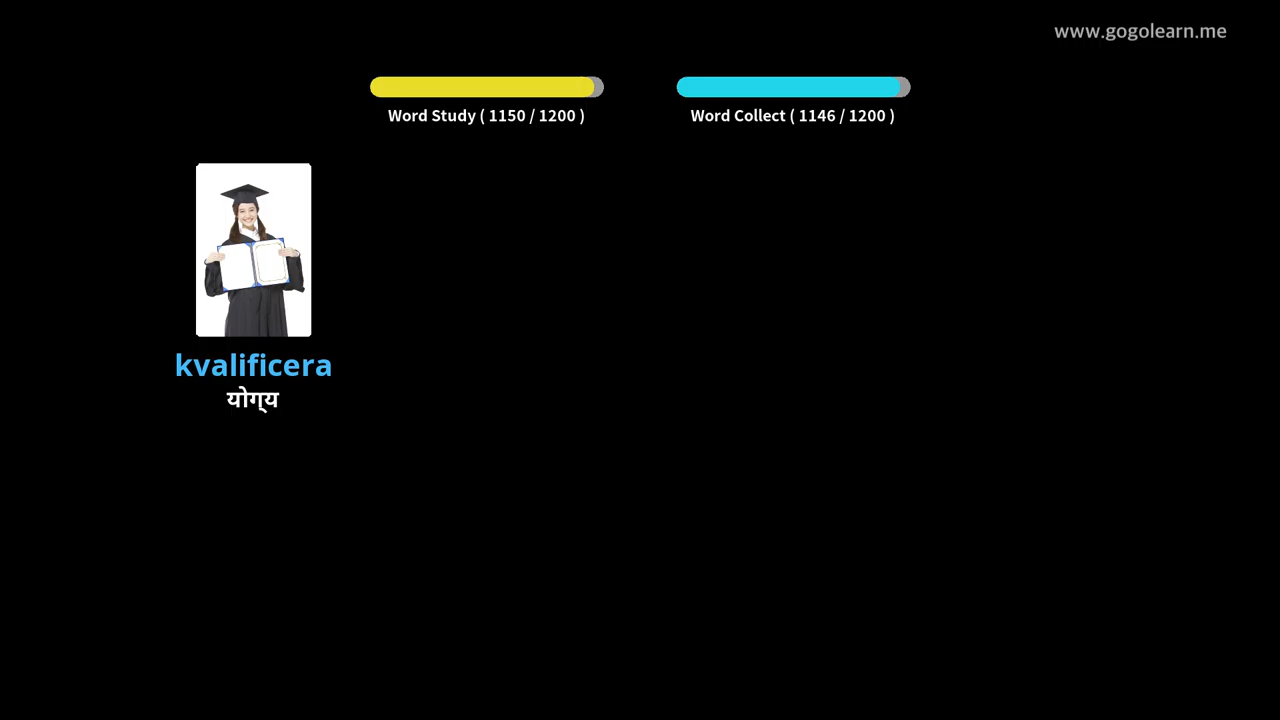 www.gogolearn.me
Word Study ( 1150 / 1200 )
Word Collect ( 1146 / 1200 )
kvalificera
योग्य